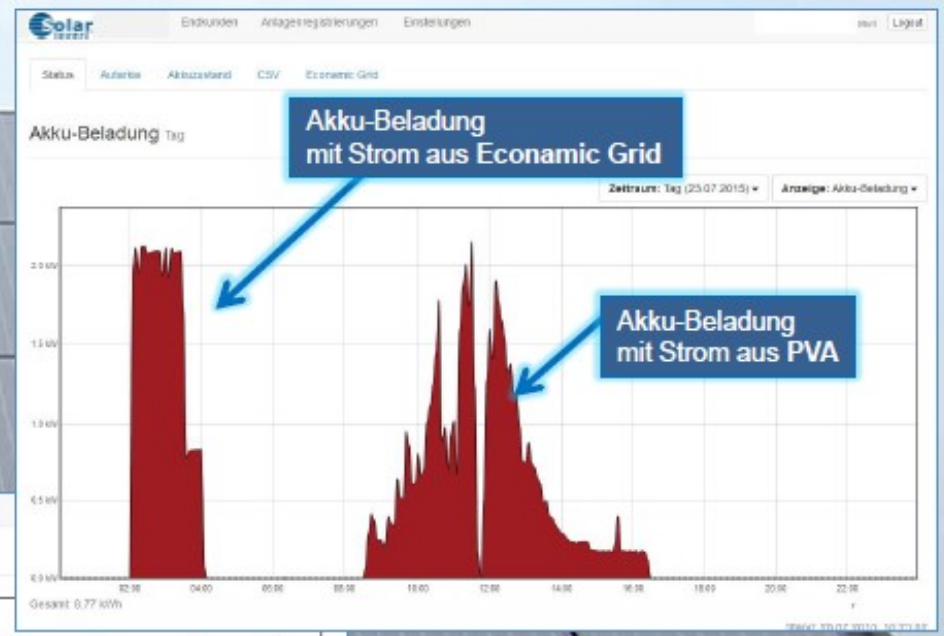 Solar
invert
Endkunden Anlagenregistrierungen Einstellungen
Logout
Status Autarkie Akkuzustand CSV Economic Grid
Akku-Beladung Tag
Akku-Beladung
mit Strom aus Econamic Grid
Zeitraum: Tag (23.07.2015) Anzeige: Akku-Beladung
2.0 kW
Akku-Beladung
mit Strom aus PVA
1.5 kW
1.0 kW
0.5 kW
0.0 kW
02:00 04:00 06:00 08:00 10:00 12:00 14:00 16:00 18:00 20:00 22:00
Gesamt: 8,77 kWh